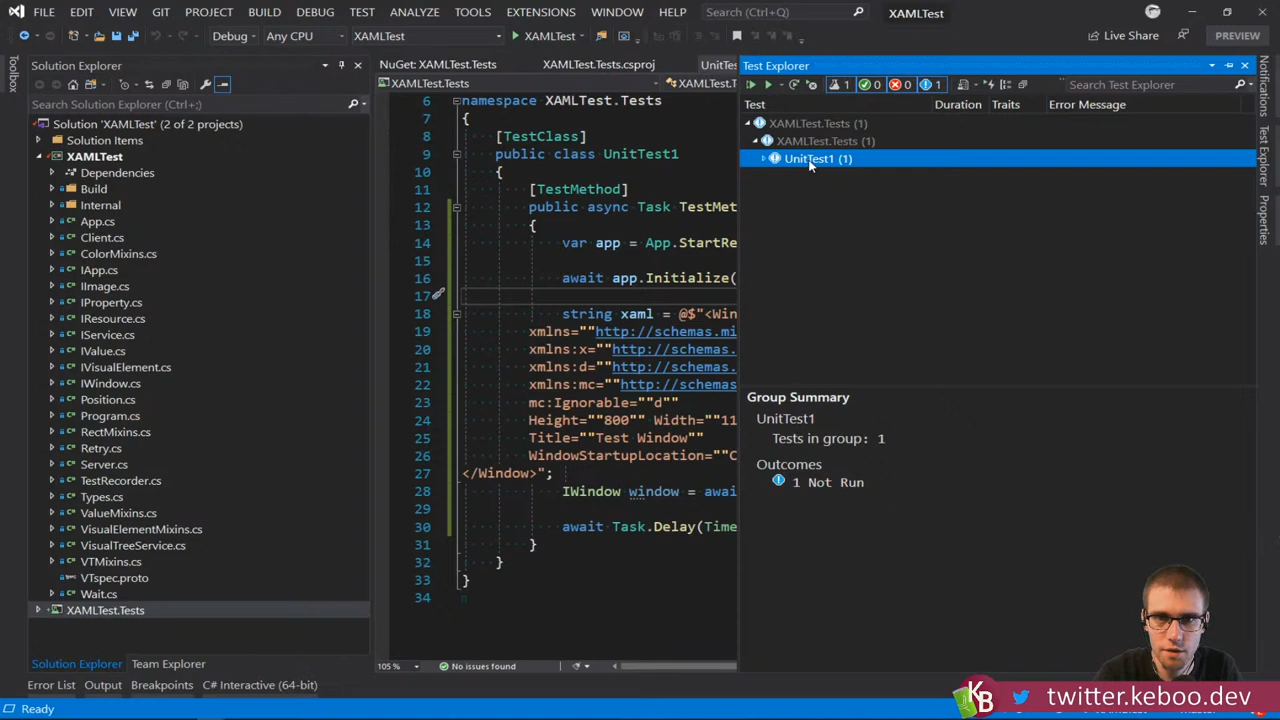 FILE EDIT VIEW GIT PROJECT BUILD DEBUG TEST ANALYZE TOOLS EXTENSIONS WINDOW HELP Search (Ctrl+Q) XAMLTest
Debug Any CPU XAMLTest XAMLTest Live Share PREVIEW
Toolbox
Solution Explorer
Search Solution Explorer (Ctrl+;)
Solution 'XAMLTest' (2 of 2 projects)
Solution Items
XAMLTest
Dependencies
Build
Internal
App.cs
Client.cs
ColorMixins.cs
IApp.cs
IImage.cs
IProperty.cs
IResource.cs
IService.cs
IValue.cs
IVisualElement.cs
IWindow.cs
Position.cs
Program.cs
RectMixins.cs
Retry.cs
Server.cs
TestRecorder.cs
Types.cs
ValueMixins.cs
VisualElementMixins.cs
VisualTreeService.cs
VTMixins.cs
VTspec.proto
Wait.cs
XAMLTest.Tests
Solution Explorer Team Explorer
NuGet: XAMLTest.Tests XAMLTest.Tests.csproj
XAMLTest.Tests
6 namespace XAMLTest.Tests
7 {
8 [TestClass]
9 public class UnitTest1
10 {
11 [TestMethod]
12 public async Task TestMet
13 {
14 var app = App.StartRe
15
16 await app.Initialize(
17
18 string xaml = @$"<Win
19 xmlns=""http://schemas.mi
20 xmlns:x=""http://schemas.
21 xmlns:d=""http://schemas.
22 xmlns:mc=""http://schemas
23 mc:Ignorable=""d""
24 Height=""800"" Width=""11
25 Title=""Test Window""
26 WindowStartupLocation=""C
27 </Window>";
28 IWindow window = awai
29
30 await Task.Delay(Time
31 }
32 }
33 }
34
105 % No issues found
Test Explorer
1 0 0 1 Search Test Explorer (Ctrl+E)
Test Duration Traits Error Message
XAMLTest.Tests (1)
XAMLTest.Tests (1)
UnitTest1 (1)
Group Summary
UnitTest1
Tests in group: 1
Outcomes
1 Not Run
Notifications
Test Explorer
Properties
Error List Output Breakpoints C# Interactive (64-bit)
Ready
KB twitter.keboo.dev